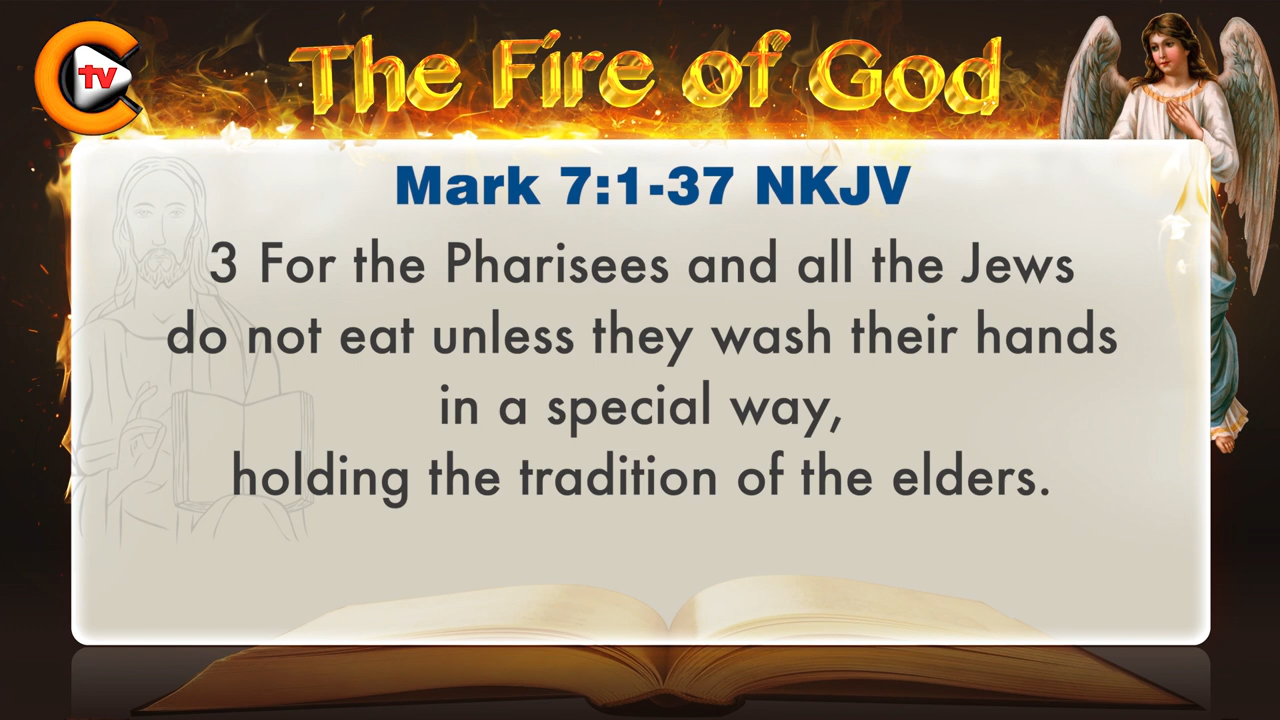 tv
The Fire of God
Mark 7:1-37 NKJV
3 For the Pharisees and all the Jews
do not eat unless they wash their hands
in a special way,
holding the tradition of the elders.